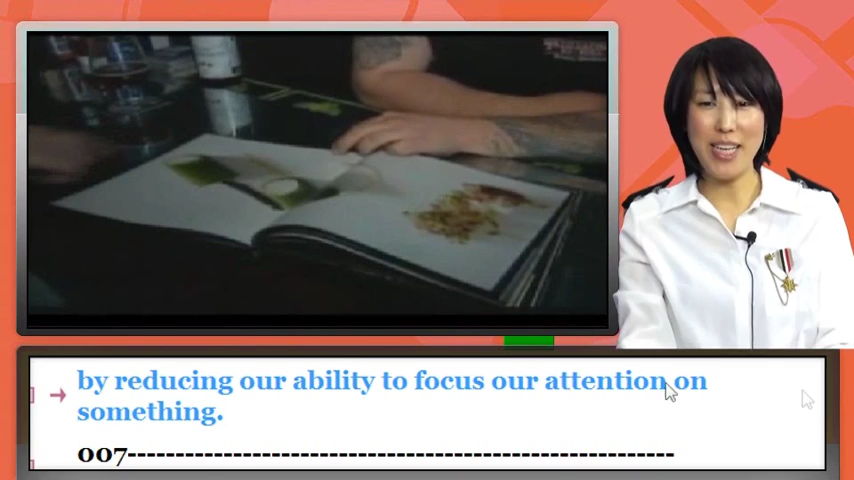 by reducing our ability to focus our attention on
something.
007---------------------------------------------------------